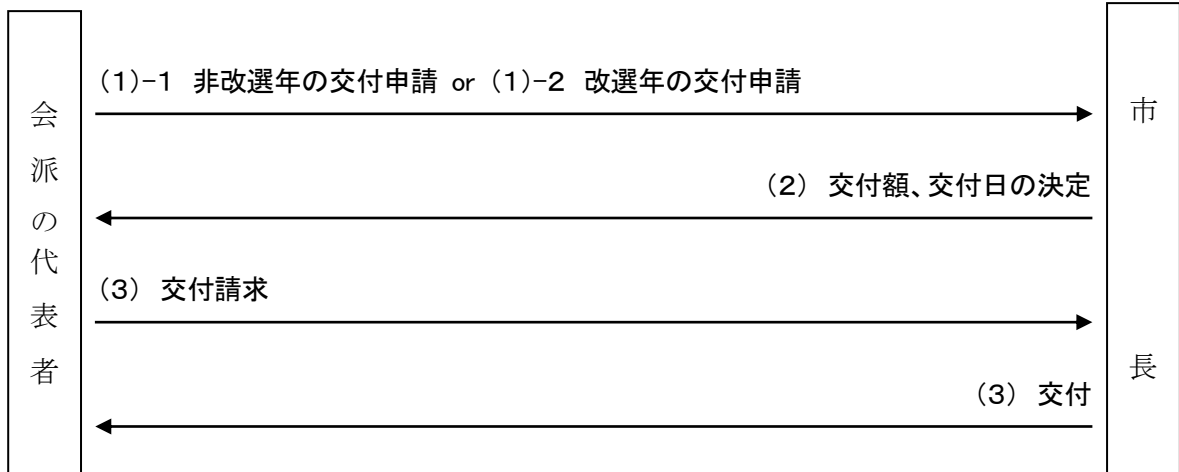 会派の代表者
(1)-1 非改選年の交付申請 or (1)-2 改選年の交付申請
(2) 交付額、交付日の決定
(3) 交付請求
(3) 交付
市長